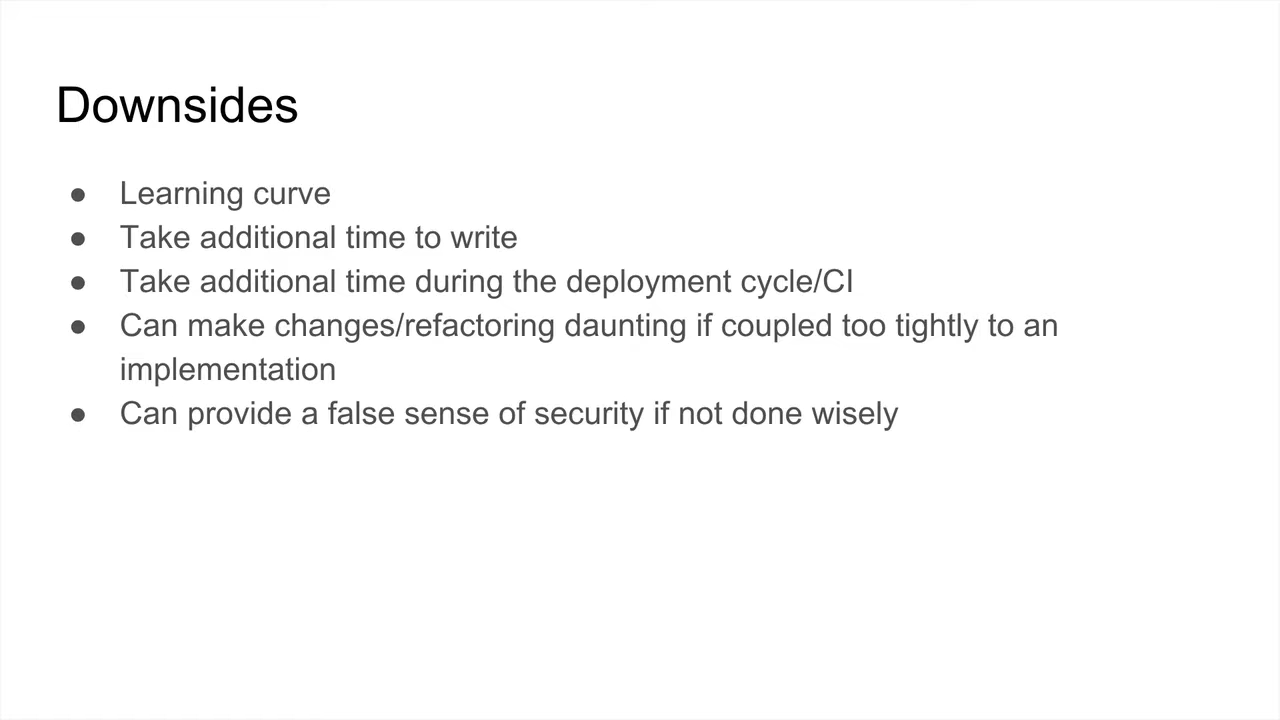 Downsides
● Learning curve
● Take additional time to write
● Take additional time during the deployment cycle/CI
● Can make changes/refactoring daunting if coupled too tightly to an
implementation
● Can provide a false sense of security if not done wisely